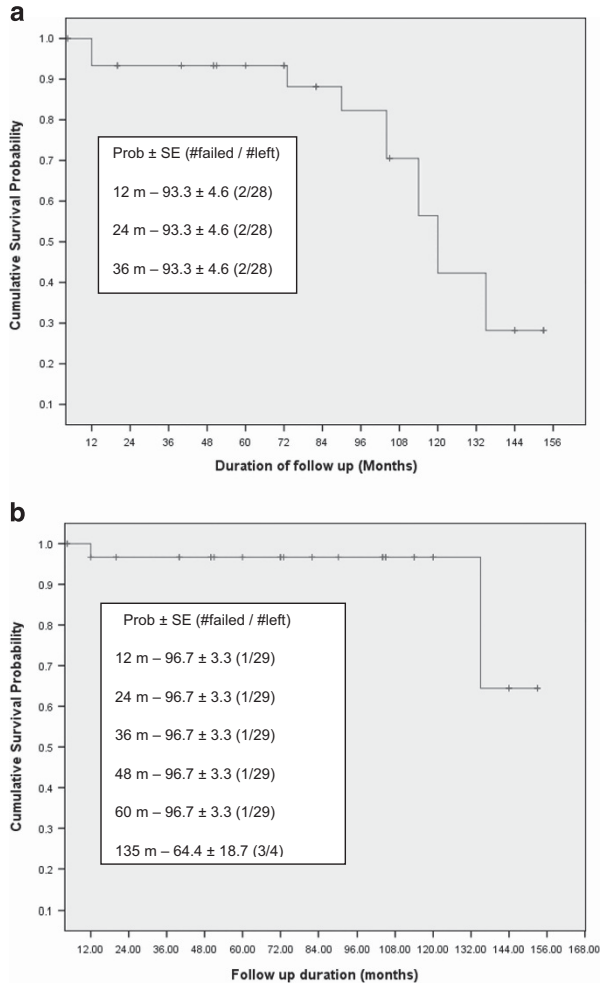 a
1.0
0.9
0.8
0.7
0.6
0.5
0.4
0.3
0.2
0.1
Cumulative Survival Probability
Prob ± SE (#failed / #left)
12 m – 93.3 ± 4.6 (2/28)
24 m – 93.3 ± 4.6 (2/28)
36 m – 93.3 ± 4.6 (2/28)
12 24 36 48 60 72 84 96 108 120 132 144 156
Duration of follow up (Months)
b
1.0
0.9
0.8
0.7
0.6
0.5
0.4
0.3
0.2
0.1
Cumulative Survival Probability
Prob ± SE (#failed / #left)
12 m – 96.7 ± 3.3 (1/29)
24 m – 96.7 ± 3.3 (1/29)
36 m – 96.7 ± 3.3 (1/29)
48 m – 96.7 ± 3.3 (1/29)
60 m – 96.7 ± 3.3 (1/29)
135 m – 64.4 ± 18.7 (3/4)
12.00 24.00 36.00 48.00 60.00 72.00 84.00 96.00 108.00 120.00 132.00 144.00 156.00 168.00
Follow up duration (months)